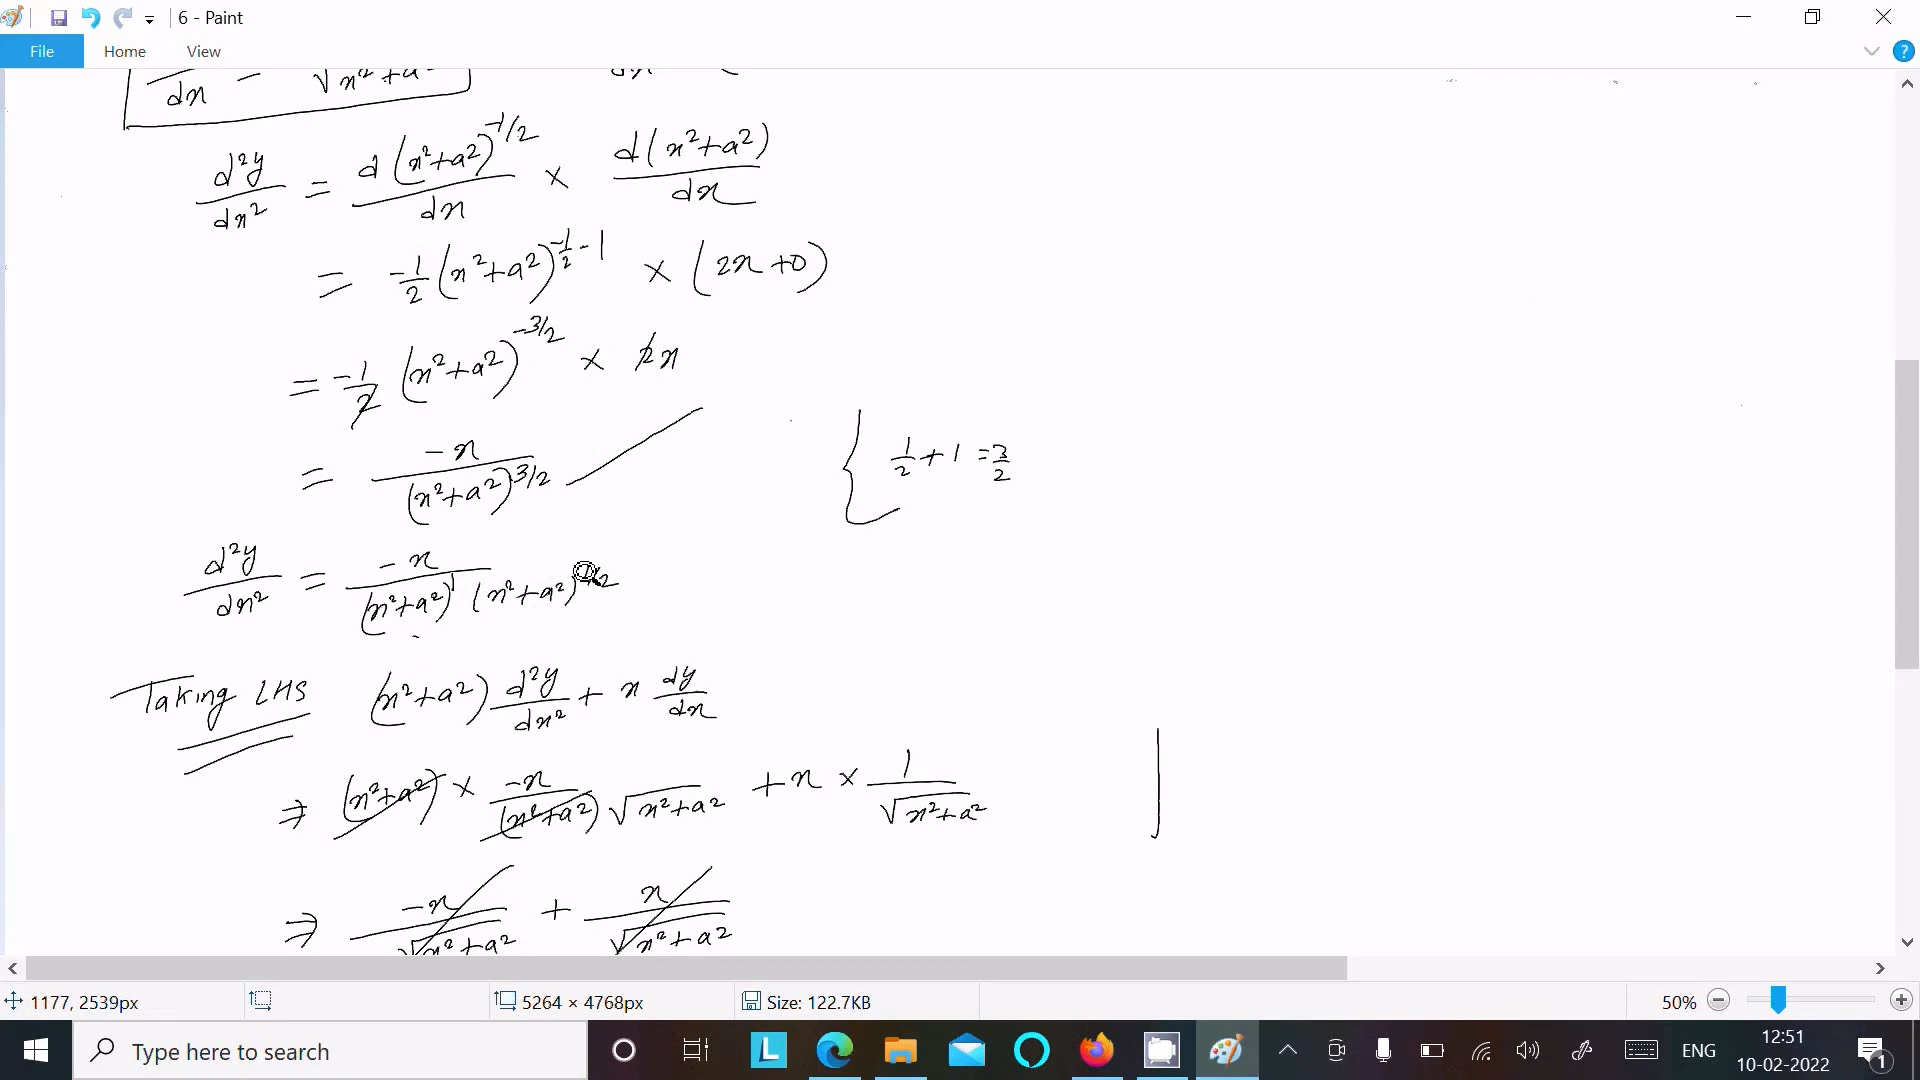 6 - Paint
File Home View
dx = √x²+a²
d²y/dx² = d(x²+a²)^-1/2 / dx × d(x²+a²)/dx
= -1/2 (x²+a²)^-1/2 - 1 × (2x+0)
= -1/2 (x²+a²)^-3/2 × 2x
= -x/(x²+a²)^3/2 { 1/2 + 1 = 3/2
d²y/dx² = -x/(x²+a²)^1 (x²+a²)^1/2
Taking LHS (x²+a²) d²y/dx² + x dy/dx
⇒ (x²+a²) × -x/(x²+a²) √x²+a² + x × 1/√x²+a²
⇒ -x/√x²+a² + x/√x²+a²
1177, 2539px 5264 × 4768px Size: 122.7KB 50%
Type here to search L ENG 12:51
10-02-2022 1